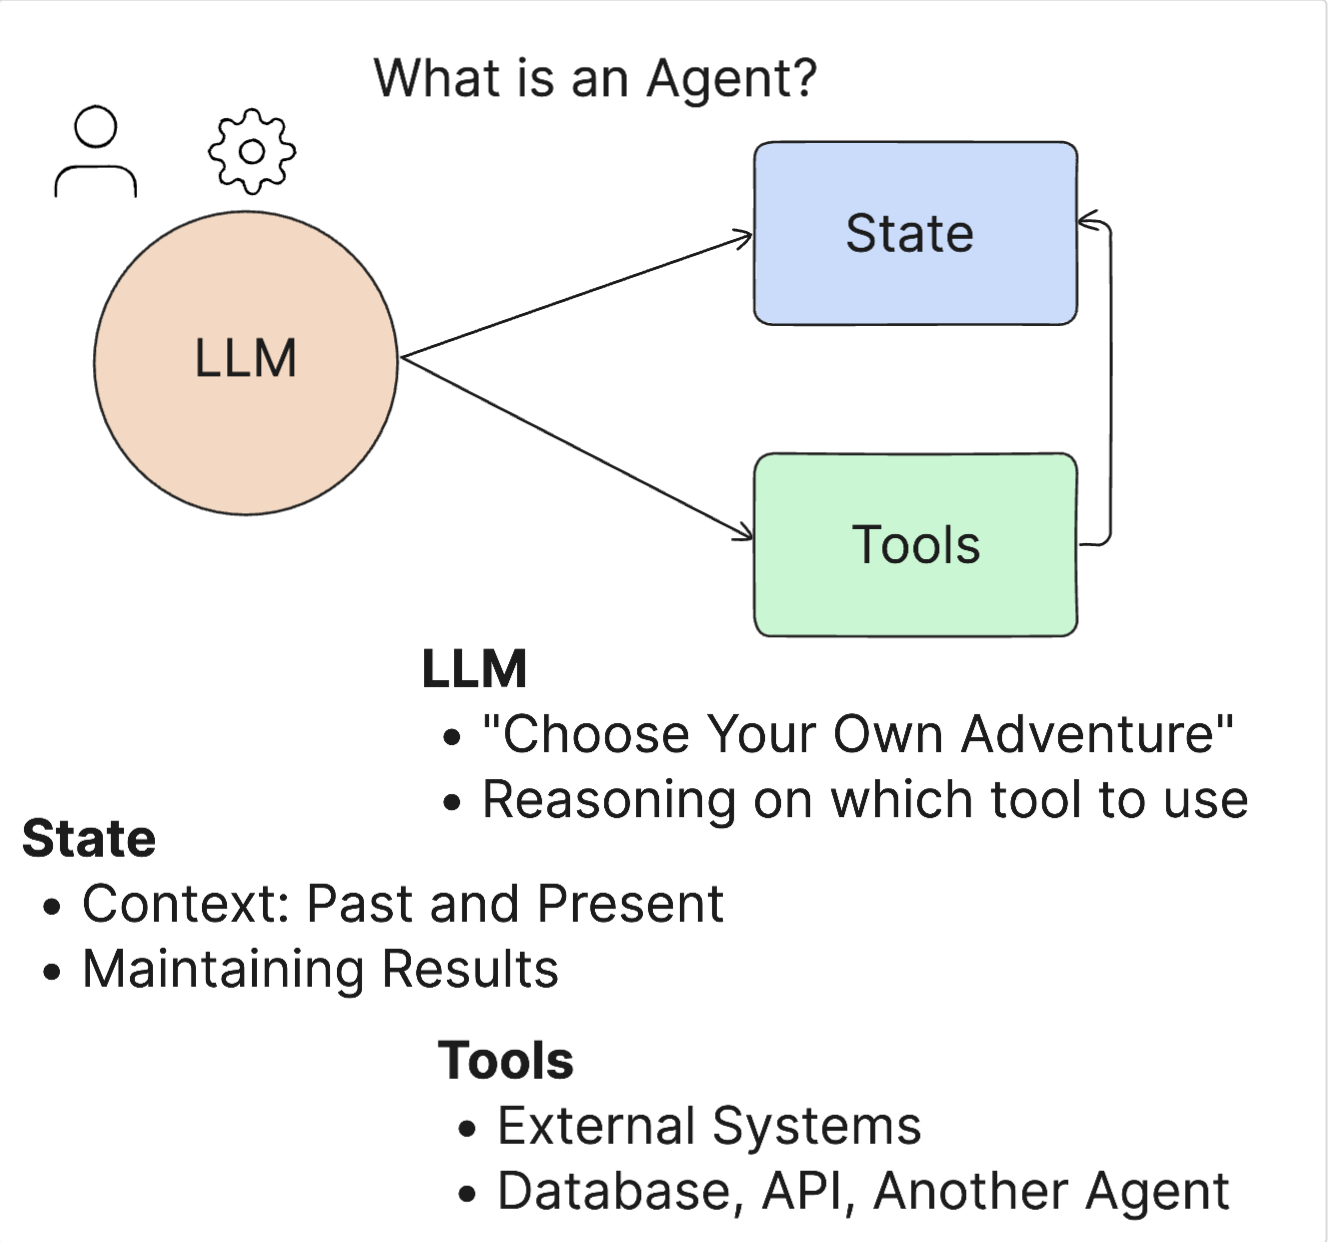 What is an Agent?
LLM
State
Tools
LLM
• "Choose Your Own Adventure"
• Reasoning on which tool to use
State
• Context: Past and Present
• Maintaining Results
Tools
• External Systems
• Database, API, Another Agent